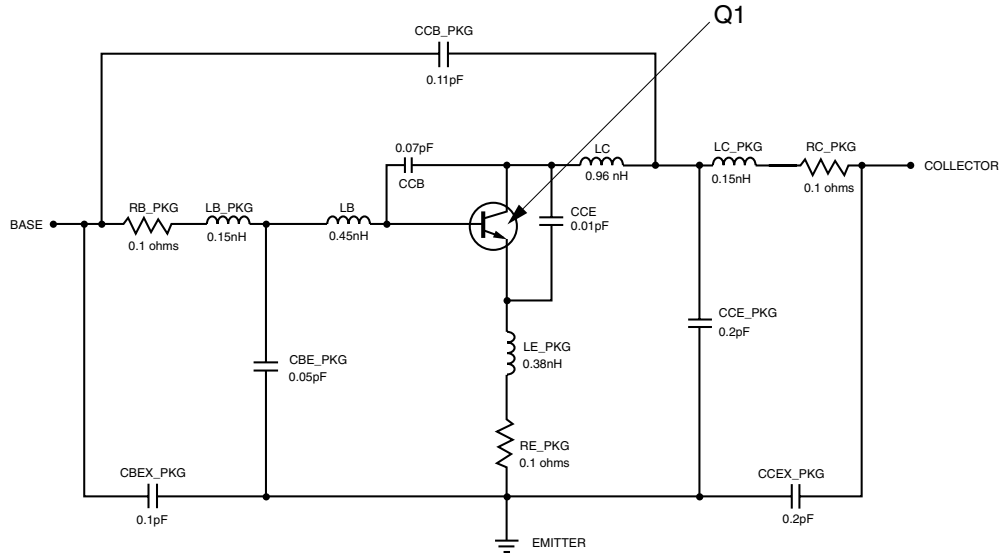 Q1
CCB_PKG
0.11pF
0.07pF
CCB
LC
0.96 nH
LC_PKG
0.15nH
RC_PKG
0.1 ohms
COLLECTOR
BASE
RB_PKG
0.1 ohms
LB_PKG
0.15nH
LB
0.45nH
CCE
0.01pF
CCE_PKG
0.2pF
LE_PKG
0.38nH
CBE_PKG
0.05pF
RE_PKG
0.1 ohms
CBEX_PKG
0.1pF
CCEX_PKG
0.2pF
EMITTER